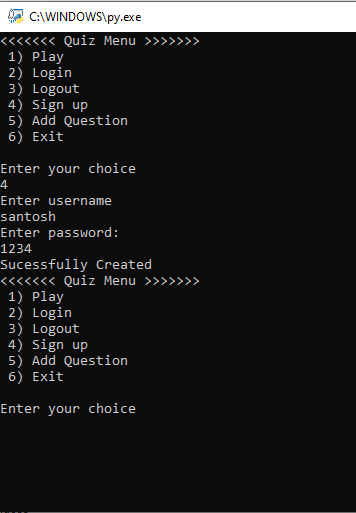 C:\WINDOWS\py.exe
<<<<<<< Quiz Menu >>>>>>>
1) Play
2) Login
3) Logout
4) Sign up
5) Add Question
6) Exit
Enter your choice
4
Enter username
santosh
Enter password:
1234
Sucessfully Created
<<<<<<< Quiz Menu >>>>>>>
1) Play
2) Login
3) Logout
4) Sign up
5) Add Question
6) Exit
Enter your choice